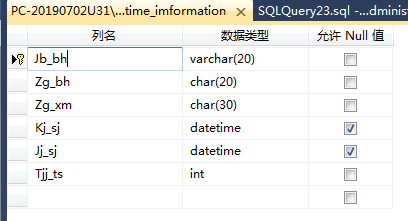 PC-20190702U31\...time_imformation SQLQuery23.sql -...dminist
列名 数据类型 允许 Null 值
Jb_bh varchar(20)
Zg_bh char(20)
Zg_xm char(30)
Kj_sj datetime
Jj_sj datetime
Tjj_ts int